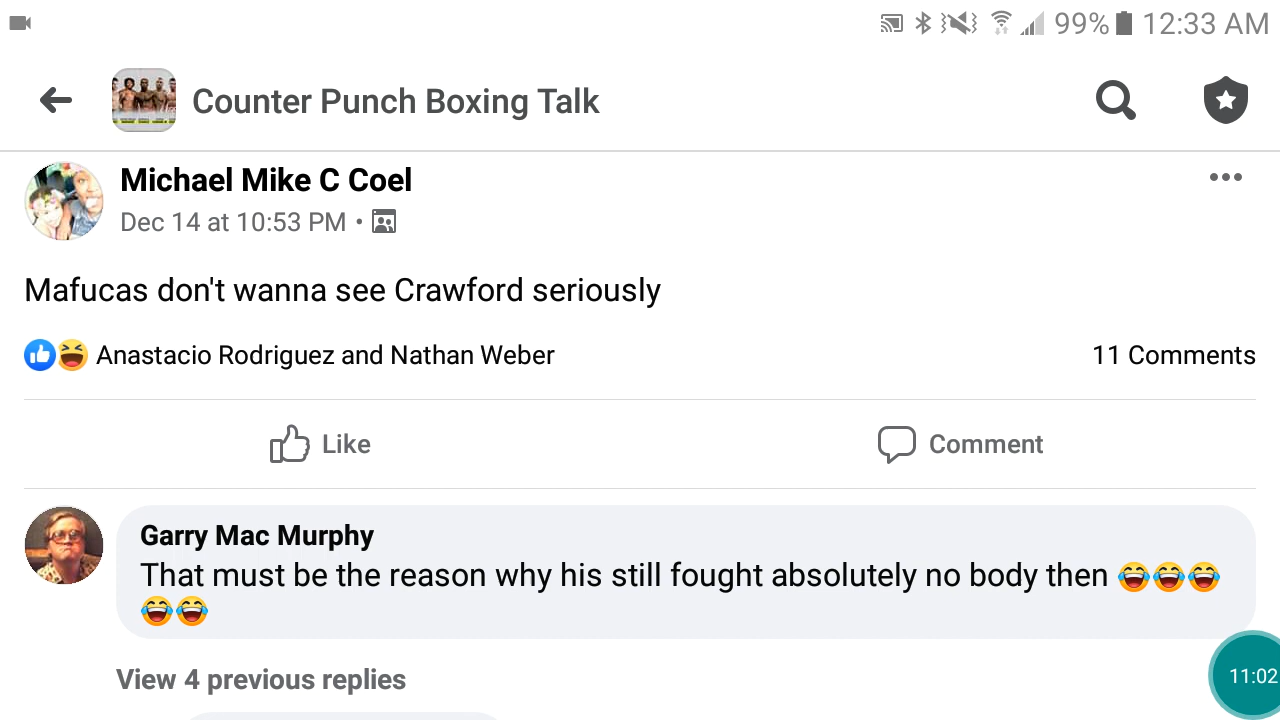 99% 12:33 AM
Counter Punch Boxing Talk
Michael Mike C Coel
Dec 14 at 10:53 PM •
Mafucas don't wanna see Crawford seriously
Anastacio Rodriguez and Nathan Weber
11 Comments
Like
Comment
Garry Mac Murphy
That must be the reason why his still fought absolutely no body then 😂😂😂
😂😂
View 4 previous replies
11:02